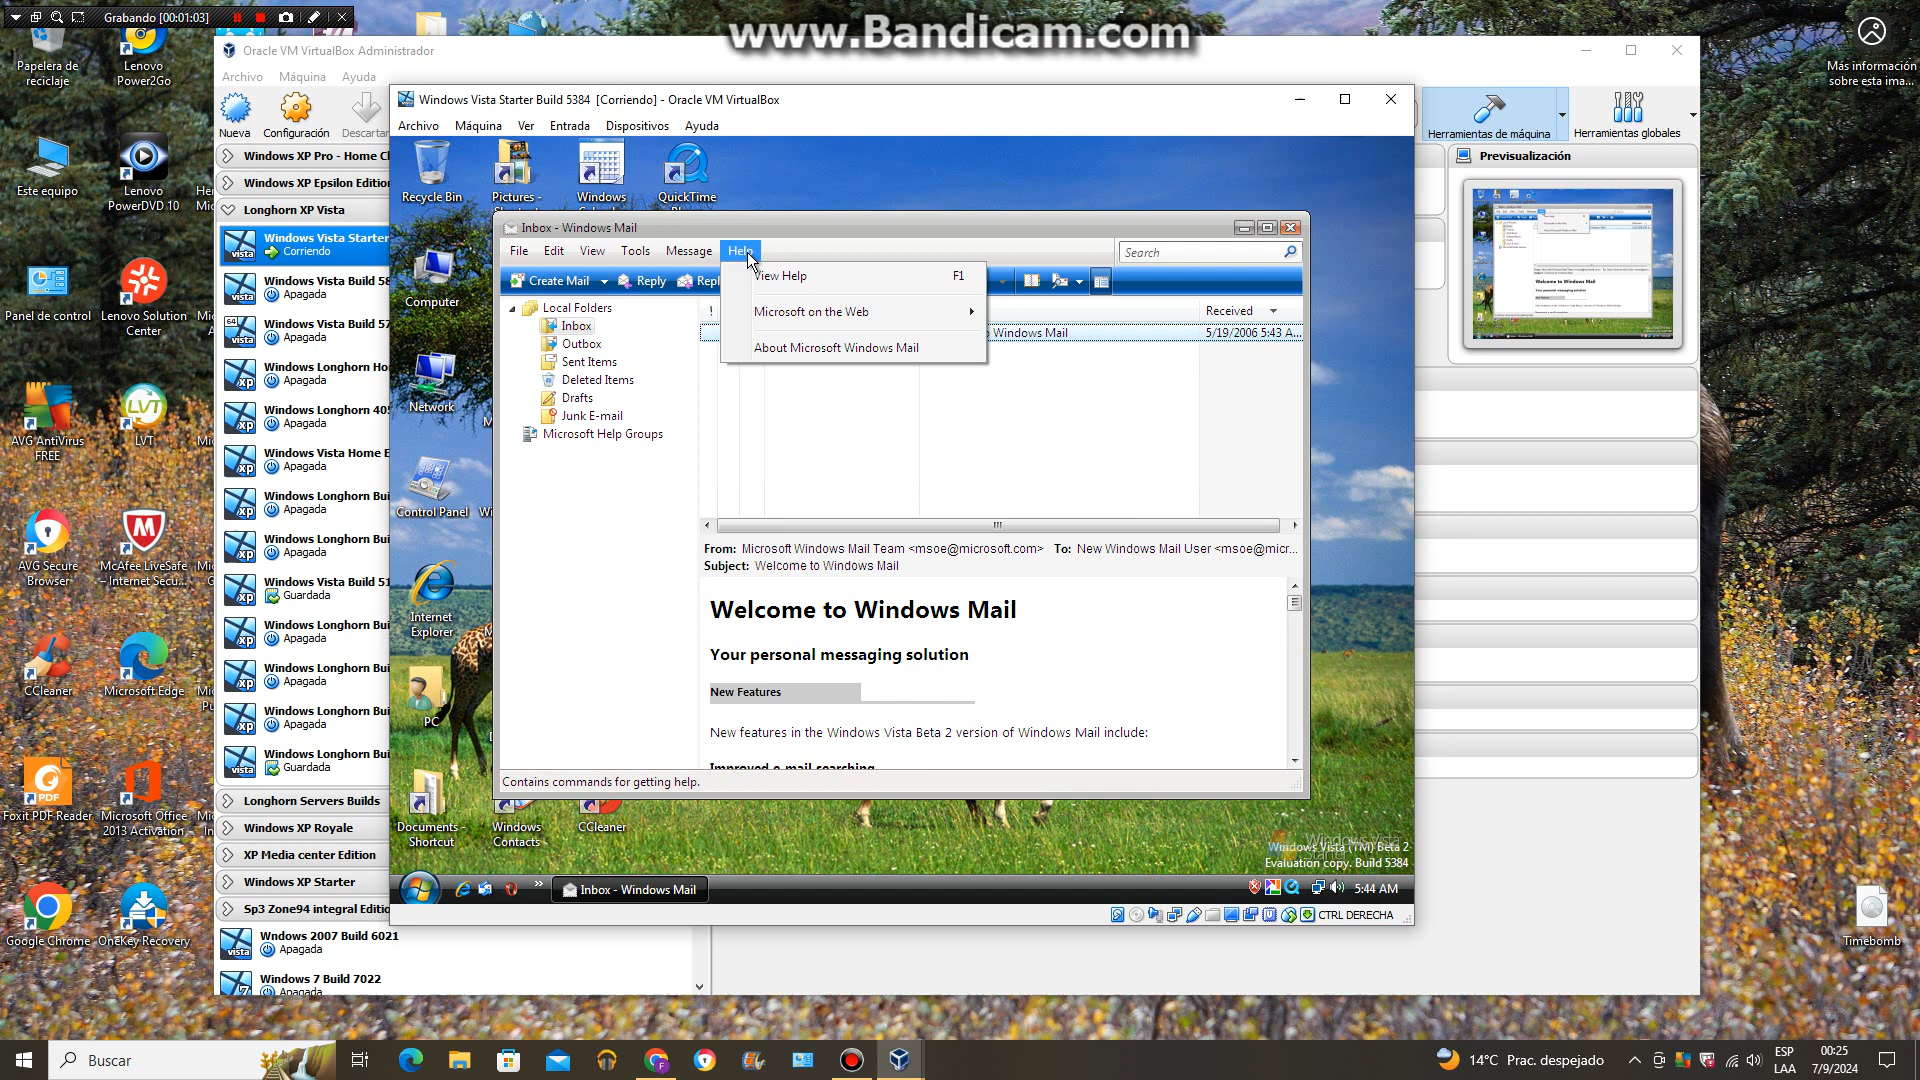 Grabando [00:01:03]
www.Bandicam.com
Papelera de
reciclaje
Lenovo
Power2Go
Más información
sobre esta ima...
Oracle VM VirtualBox Administrador
Archivo Máquina Ayuda
Nueva Configuración Descartar
Herramientas de máquina
Herramientas globales
Previsualización
Windows Vista Starter Build 5384 [Corriendo] - Oracle VM VirtualBox
Archivo Máquina Ver Entrada Dispositivos Ayuda
Este equipo
Lenovo
PowerDVD 10
Panel de control
Lenovo Solution
Center
AVG AntiVirus
FREE
LVT
AVG Secure
Browser
McAfee LiveSafe
– Internet Secu...
CCleaner
Microsoft Edge
Foxit PDF Reader
Microsoft Office
2013 Activation
Google Chrome
OneKey Recovery
Windows XP Pro - Home
Windows XP Epsilon Edition
Longhorn XP Vista
Windows Vista Starter
Corriendo
Windows Vista Build
Apagada
64
Windows Vista Build
Apagada
Windows Longhorn
Apagada
Windows Longhorn
Apagada
Windows Vista Home
Apagada
Windows Longhorn
Apagada
Windows Longhorn
Apagada
Windows Vista Build
Guardada
Windows Longhorn
Apagada
Windows Longhorn
Apagada
Windows Longhorn
Apagada
Windows Longhorn
Guardada
Longhorn Servers Builds
Windows XP Royale
XP Media center Edition
Windows XP Starter
Sp3 Zone94 integral
Wndows 2007 Build 6021
Apagada
Windows 7 Build 7022
Apagada
Recycle Bin
Pictures -
Windows
QuickTime
Computer
Network
Control Panel
Internet
Explorer
PC
Documents -
Shortcut
Windows
Contacts
CCleaner
Inbox - Windows Mail
File Edit View Tools Message Help
Search
Create Mail Reply
View Help F1
Microsoft on the Web
About Microsoft Windows Mail
Local Folders
Inbox
Outbox
Sent Items
Deleted Items
Drafts
Junk E-mail
Microsoft Help Groups
! Received
Windows Mail 5/19/2006 5:43 A...
From: Microsoft Windows Mail Team <msoe@microsoft.com> To: New Windows Mail User <msoe@micr...
Subject: Welcome to Windows Mail
Welcome to Windows Mail
Your personal messaging solution
New Features
New features in the Windows Vista Beta 2 version of Windows Mail include:
Improved e-mail searching
Contains commands for getting help.
Windows Vista (TM) Beta 2
Evaluation copy. Build 5384
Inbox - Windows Mail
5:44 AM
CTRL DERECHA
Timebomb
Buscar
14°C Prac. despejado
ESP
LAA
00:25
7/9/2024